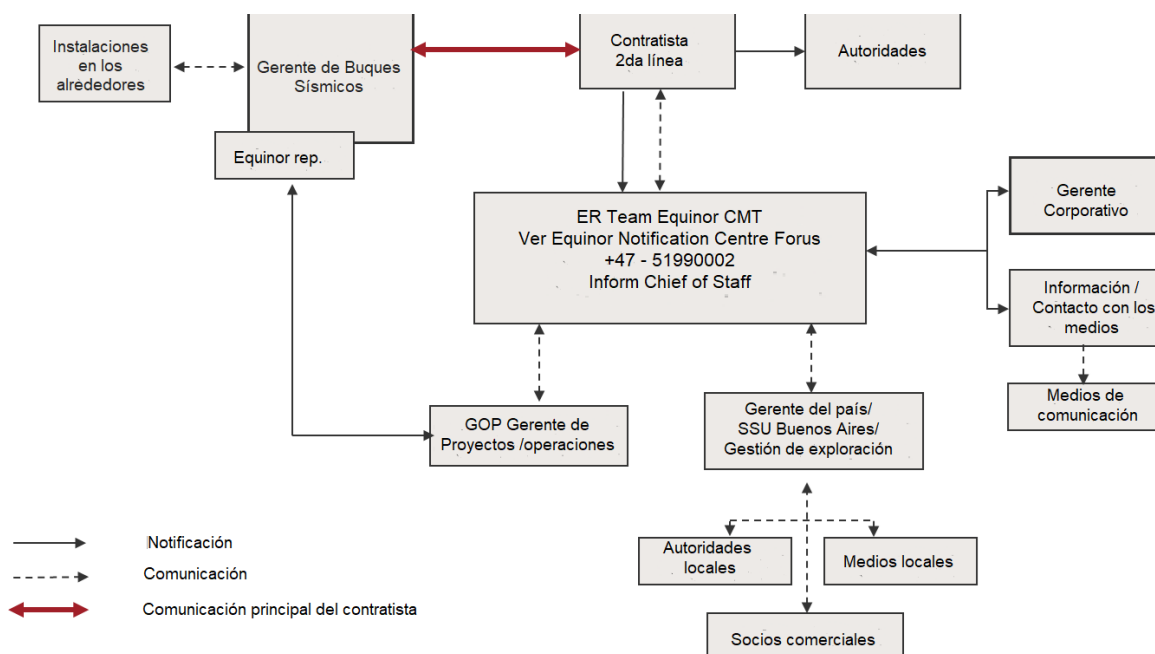 Instalaciones
en los
alrededores
Gerente de Buques
Sísmicos
Equinor rep.
Contratista
2da línea
Autoridades
ER Team Equinor CMT
Ver Equinor Notification Centre Forus
+47 - 51990002
Inform Chief of Staff
Gerente
Corporativo
Información /
Contacto con los
medios
Medios de
comunicación
GOP Gerente de
Proyectos /operaciones
Gerente del país/
SSU Buenos Aires/
Gestión de exploración
Autoridades
locales
Medios locales
Socios comerciales
Notificación
Comunicación
Comunicación principal del contratista